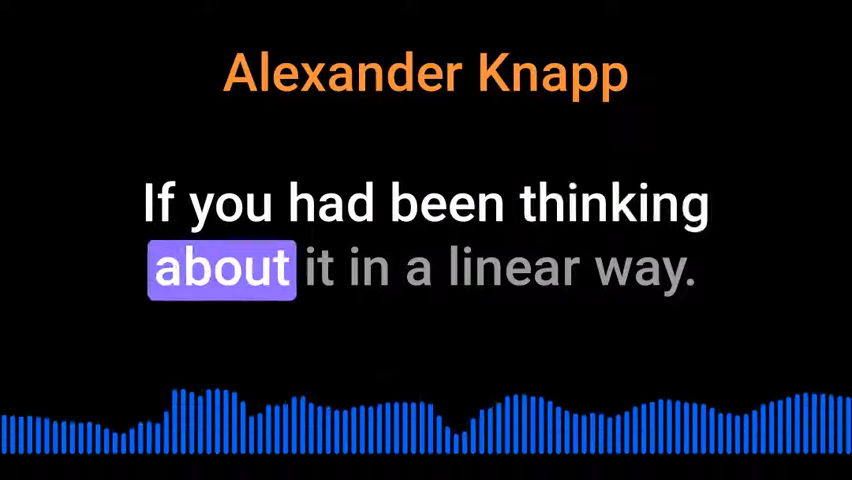 Alexander Knapp
If you had been thinking
about it in a linear way.